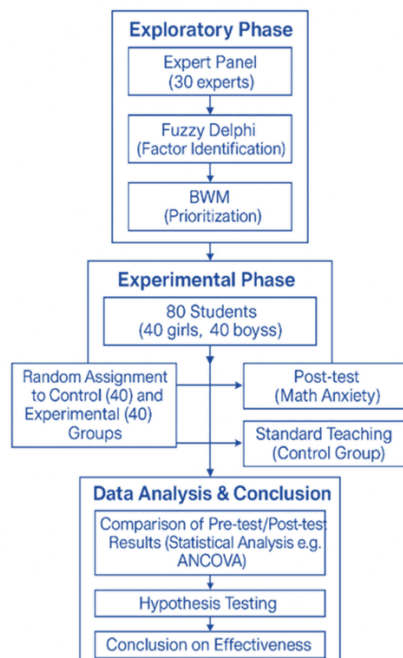 Exploratory Phase
Expert Panel
(30 experts)
Fuzzy Delphi
(Factor Identification)
BWM
(Prioritization)
Experimental Phase
80 Students
(40 girls, 40 boyss)
Random Assignment
to Control (40) and
Experimental (40)
Groups
Post-test
(Math Anxiety)
Standard Teaching
(Control Group)
Data Analysis & Conclusion
Comparison of Pre-test/Post-test
Results (Statistical Analysis e.g.
ANCOVA)
Hypothesis Testing
Conclusion on Effectiveness